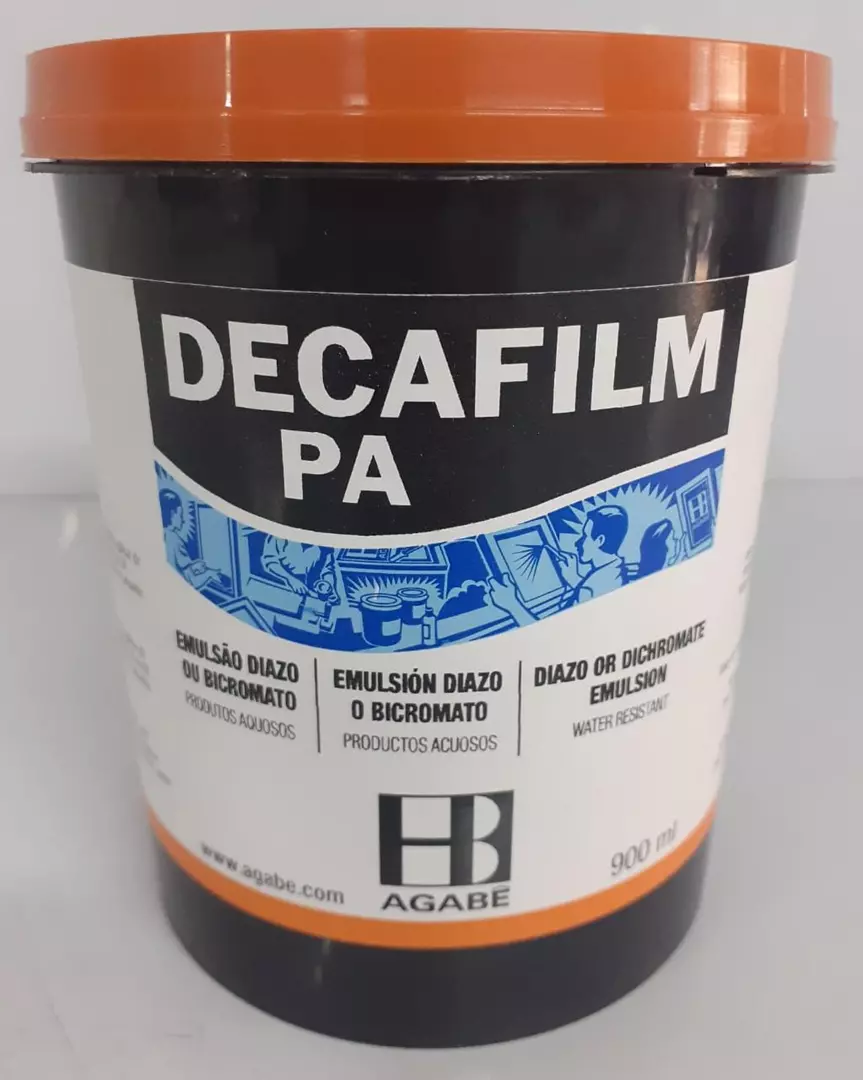 DECAFILM
PA
EMULSÃO DIAZO
OU BICROMATO
PRODUTOS AQUOSOS
EMULSIÓN DIAZO
O BICROMATO
PRODUCTOS ACUOSOS
DIAZO OR DICHROMATE
EMULSION
WATER RESISTANT
HB
AGABÊ
www.agabe.com
900 ml